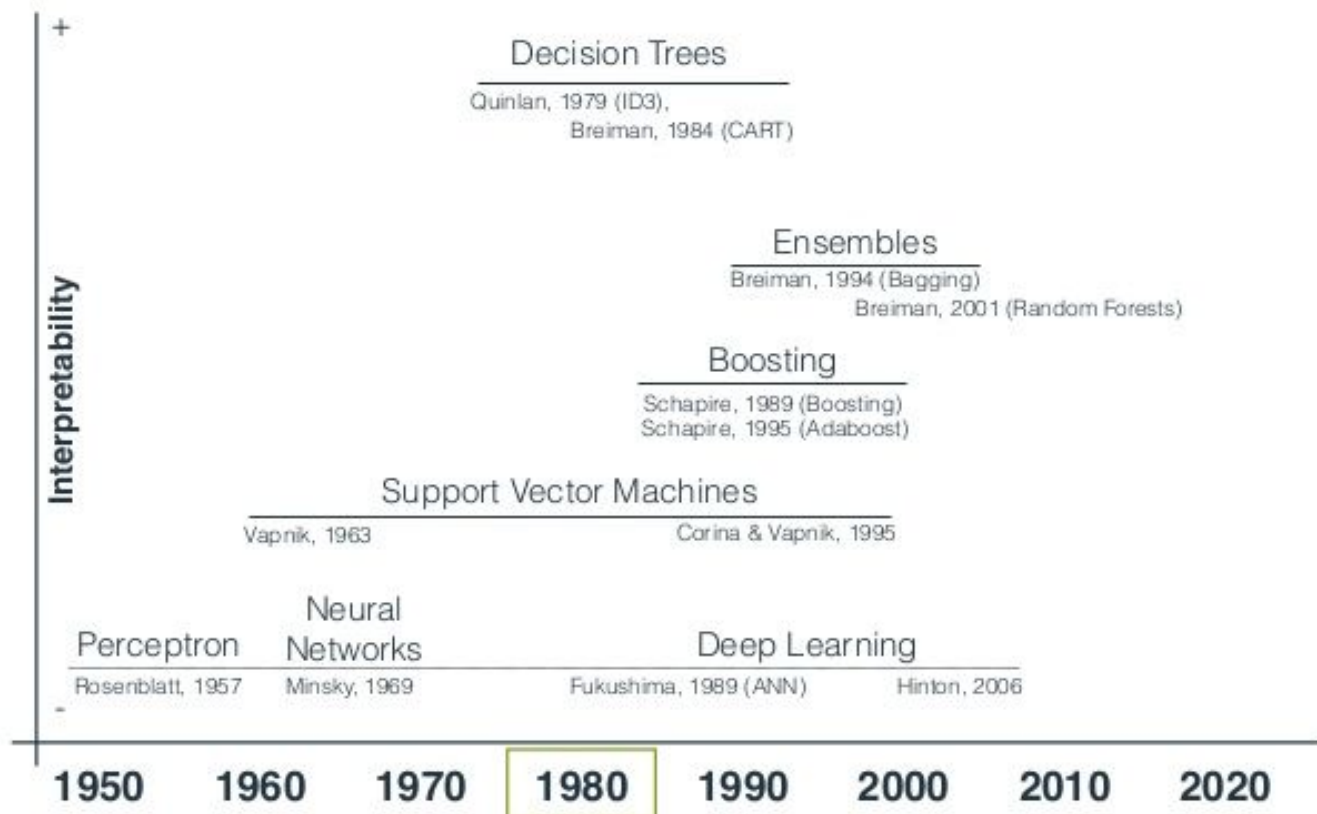 +
Decision Trees
Quinlan, 1979 (ID3),
Breiman, 1984 (CART)
Ensembles
Breiman, 1994 (Bagging)
Breiman, 2001 (Random Forests)
Interpretability
Boosting
Schapire, 1989 (Boosting)
Schapire, 1995 (Adaboost)
Support Vector Machines
Vapnik, 1963
Corina & Vapnik, 1995
Perceptron
Rosenblatt, 1957
Neural
Networks
Minsky, 1969
Deep Learning
Fukushima, 1989 (ANN)
Hinton, 2006
-
1950 1960 1970 1980 1990 2000 2010 2020